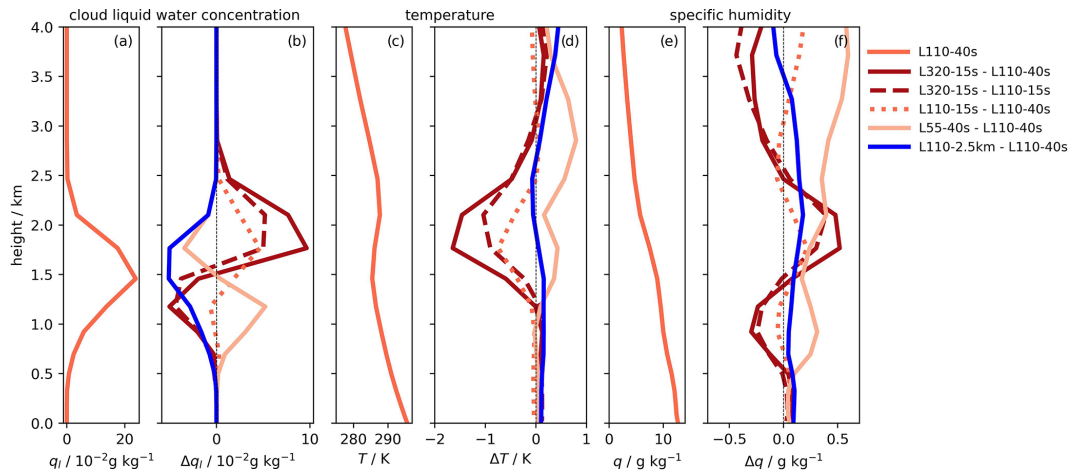 cloud liquid water concentration
temperature
specific humidity
(a)
(b)
(c)
(d)
(e)
(f)
4.0
3.5
3.0
2.5
2.0
1.5
1.0
0.5
0.0
height / km
0 20
0 10
280 290
−2 −1 0 1
0 10
−0.5 0.0 0.5
q_l / 10⁻²g kg⁻¹
Δq_l / 10⁻²g kg⁻¹
T / K
ΔT / K
q / g kg⁻¹
Δq / g kg⁻¹
L110-40s
L320-15s - L110-40s
L320-15s - L110-15s
L110-15s - L110-40s
L55-40s - L110-40s
L110-2.5km - L110-40s